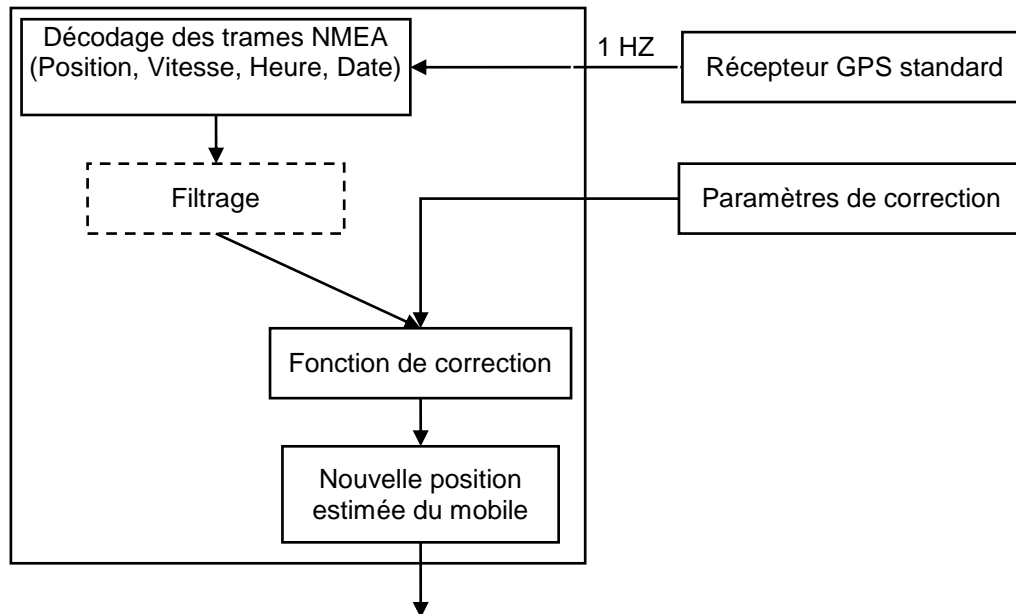 Décodage des trames NMEA
(Position, Vitesse, Heure, Date)
1 HZ
Récepteur GPS standard
Filtrage
Paramètres de correction
Fonction de correction
Nouvelle position
estimée du mobile